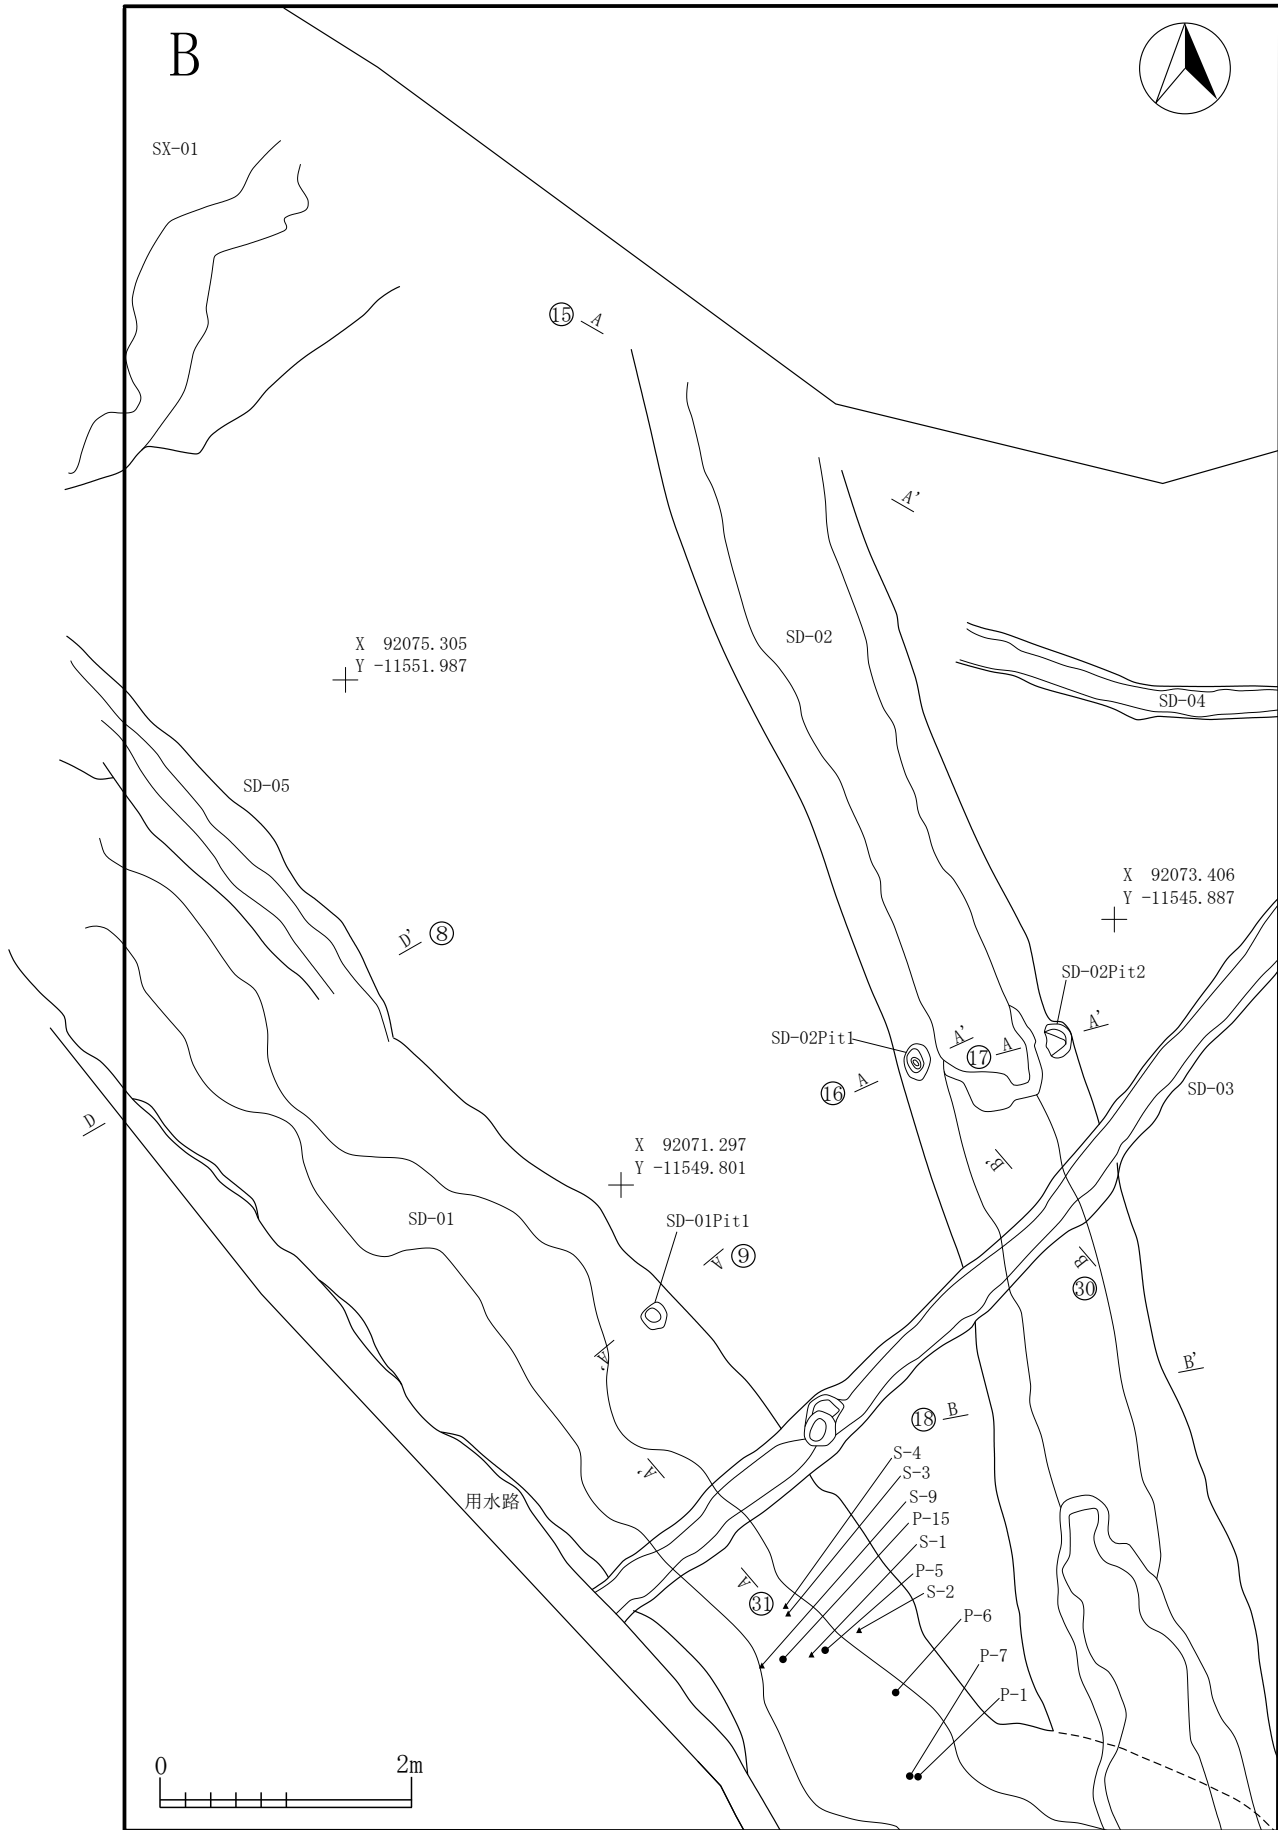 B
SX-01
⑮ A
A'
X 92075.305
Y -11551.987
SD-02
SD-04
SD-05
X 92073.406
Y -11545.887
D' ⑧
SD-02Pit2
A'
SD-02Pit1
A'
⑰ A
⑯ A
SD-03
D
X 92071.297
Y -11549.801
B'
SD-01
SD-01Pit1
A ⑨
B
㉚
A'
B'
⑱ B
S-4
A'
S-3
用水路
S-9
P-15
S-1
P-5
A
㉛
S-2
P-6
P-7
P-1
0 2m